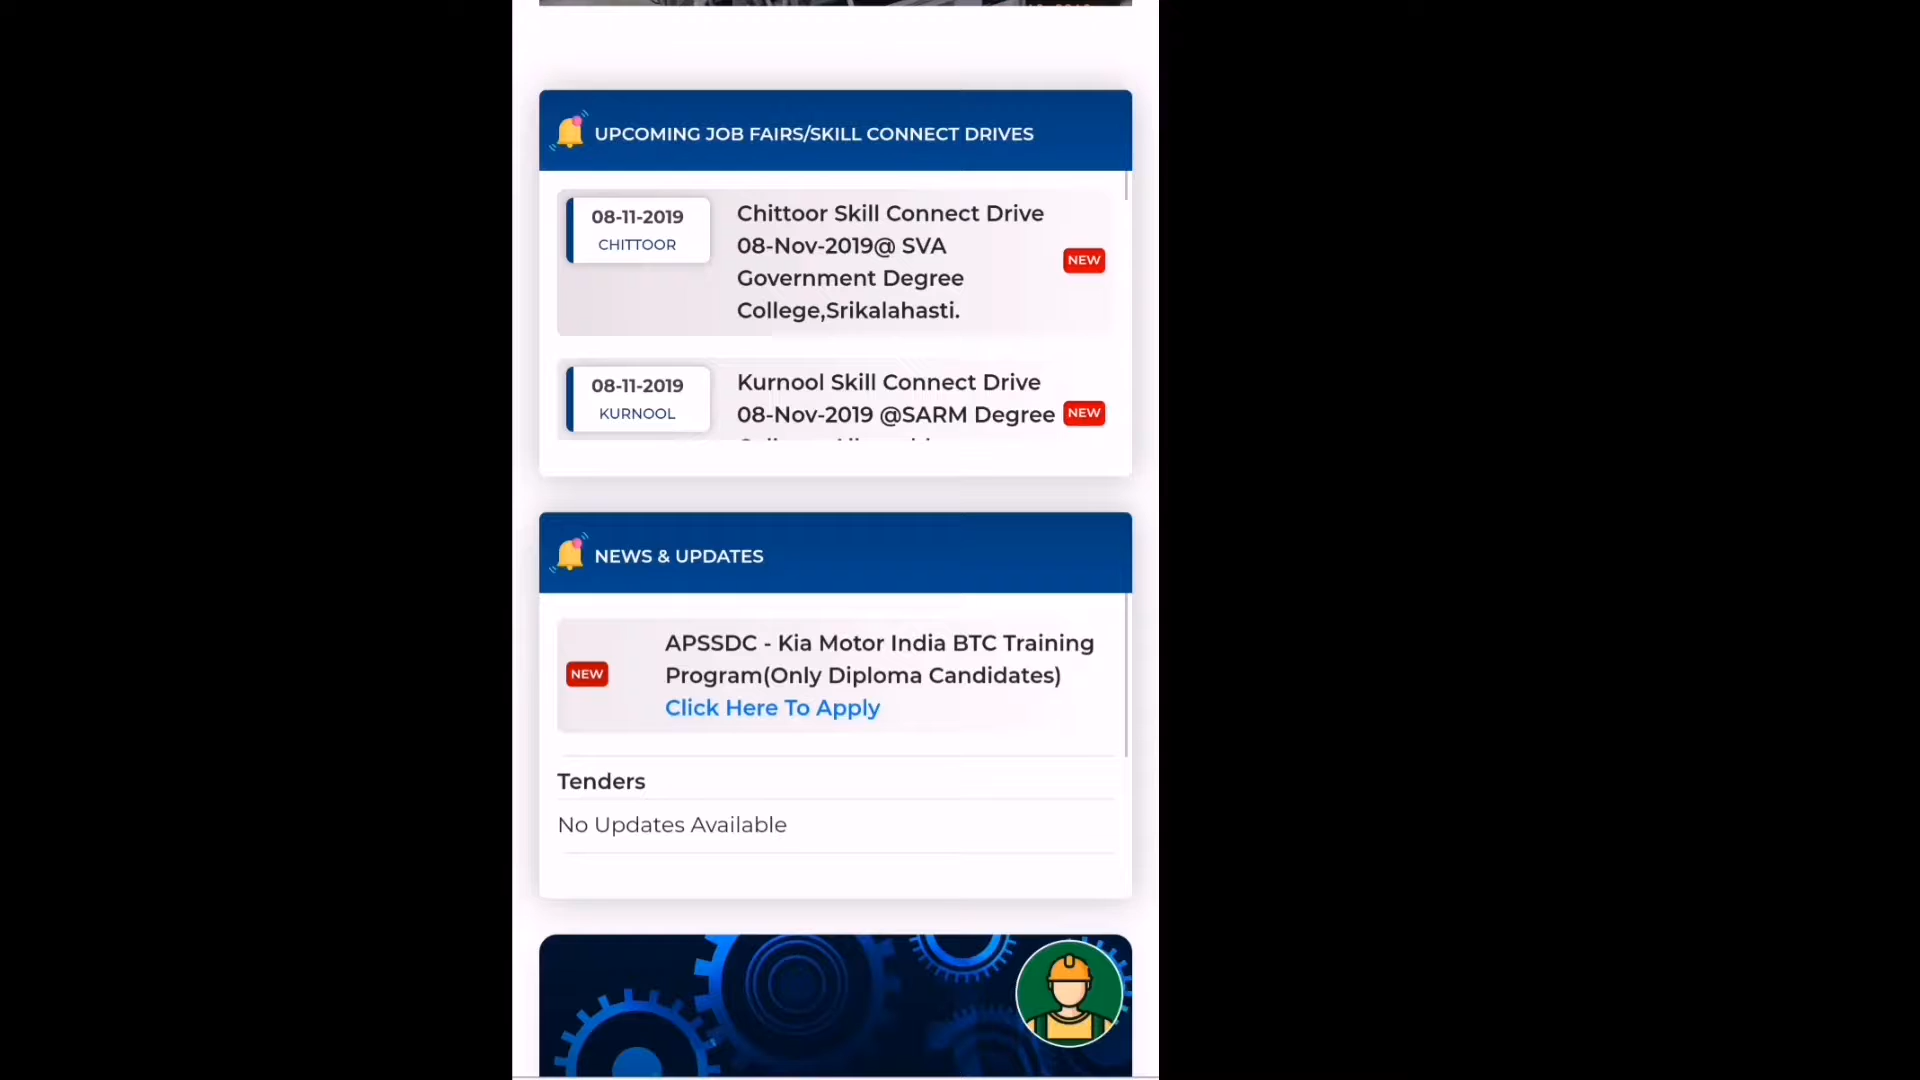 UPCOMING JOB FAIRS/SKILL CONNECT DRIVES
08-11-2019
CHITTOOR
Chittoor Skill Connect Drive
08-Nov-2019@ SVA
Government Degree
College,Srikalahasti.
NEW
08-11-2019
KURNOOL
Kurnool Skill Connect Drive
08-Nov-2019 @SARM Degree
NEW
NEWS & UPDATES
NEW
APSSDC - Kia Motor India BTC Training
Program(Only Diploma Candidates)
Click Here To Apply
Tenders
No Updates Available